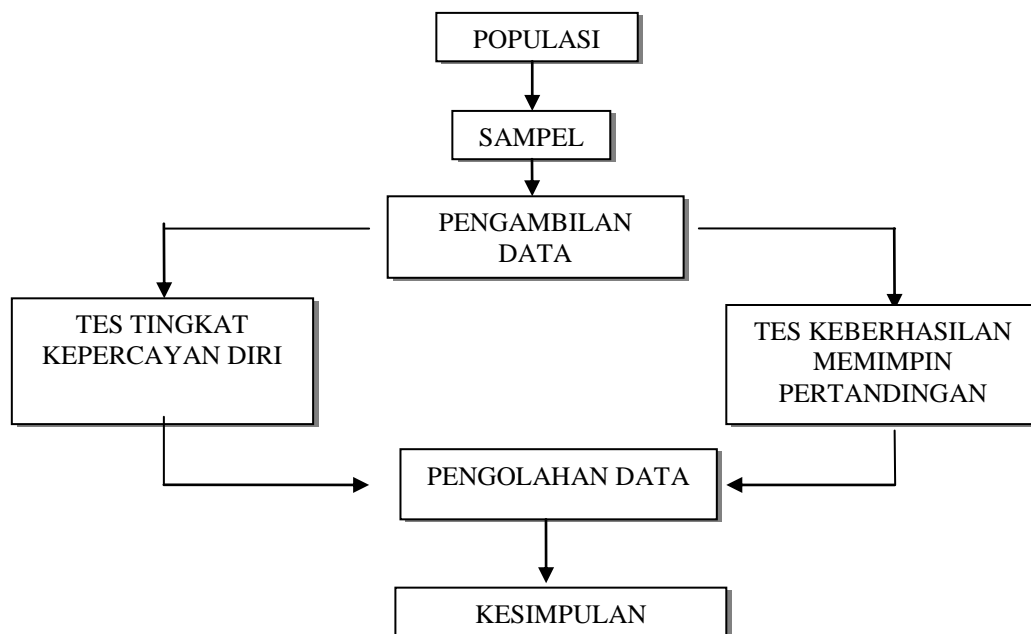 POPULASI
SAMPEL
PENGAMBILAN
DATA
TES TINGKAT
KEPERCAYAN DIRI
TES KEBERHASILAN
MEMIMPIN
PERTANDINGAN
PENGOLAHAN DATA
KESIMPULAN